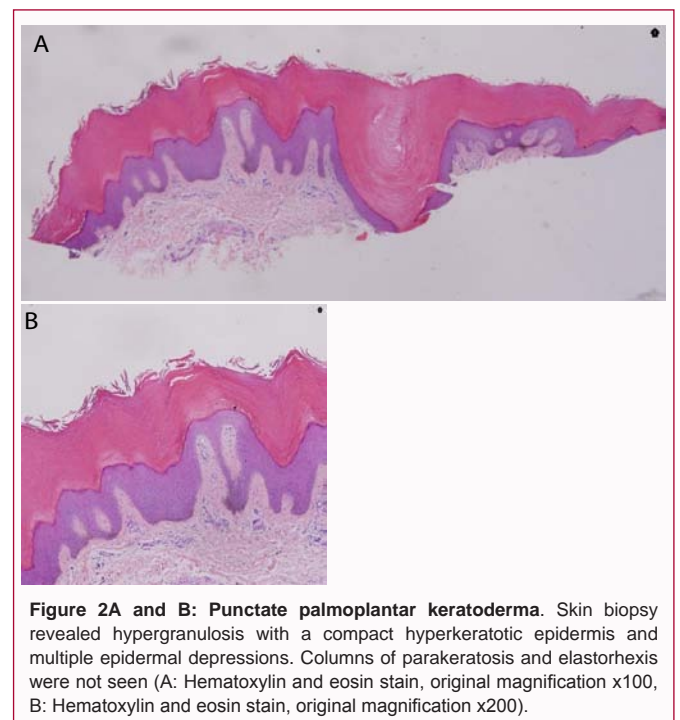 A
B
Figure 2A and B: Punctate palmoplantar keratoderma. Skin biopsy
revealed hypergranulosis with a compact hyperkeratotic epidermis and
multiple epidermal depressions. Columns of parakeratosis and elastorhexis
were not seen (A: Hematoxylin and eosin stain, original magnification x100,
B: Hematoxylin and eosin stain, original magnification x200).